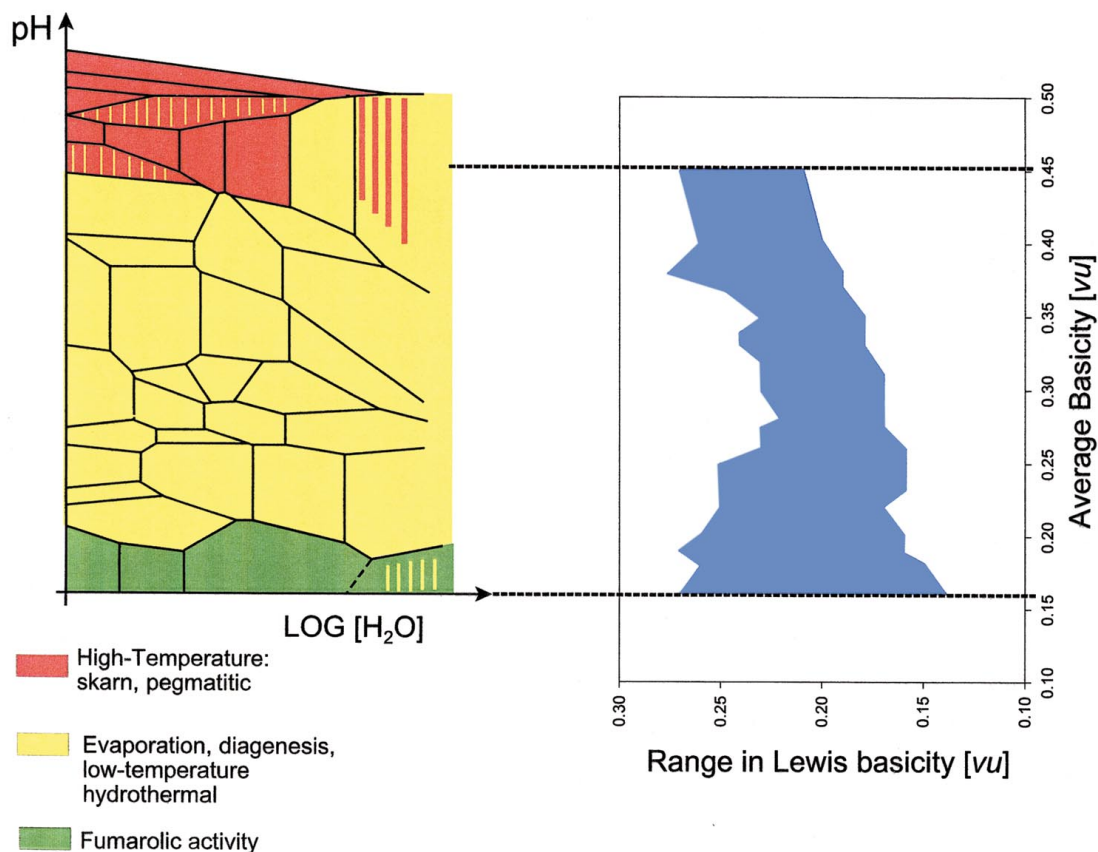 pH
LOG [H₂O]
High-Temperature:
skarn, pegmatitic
Evaporation, diagenesis,
low-temperature
hydrothermal
Fumarolic activity
0.50
0.45
0.40
0.35
0.30
0.25
0.20
0.15
0.10
Average Basicity [vu]
0.30
0.25
0.20
0.15
0.10
Range in Lewis basicity [vu]